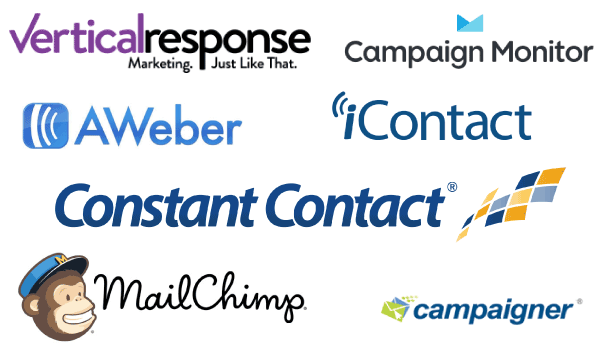 verticalresponse
Marketing. Just Like That.
Campaign Monitor
AWeber
iContact
Constant Contact®
M
MailChimp®
campaigner®